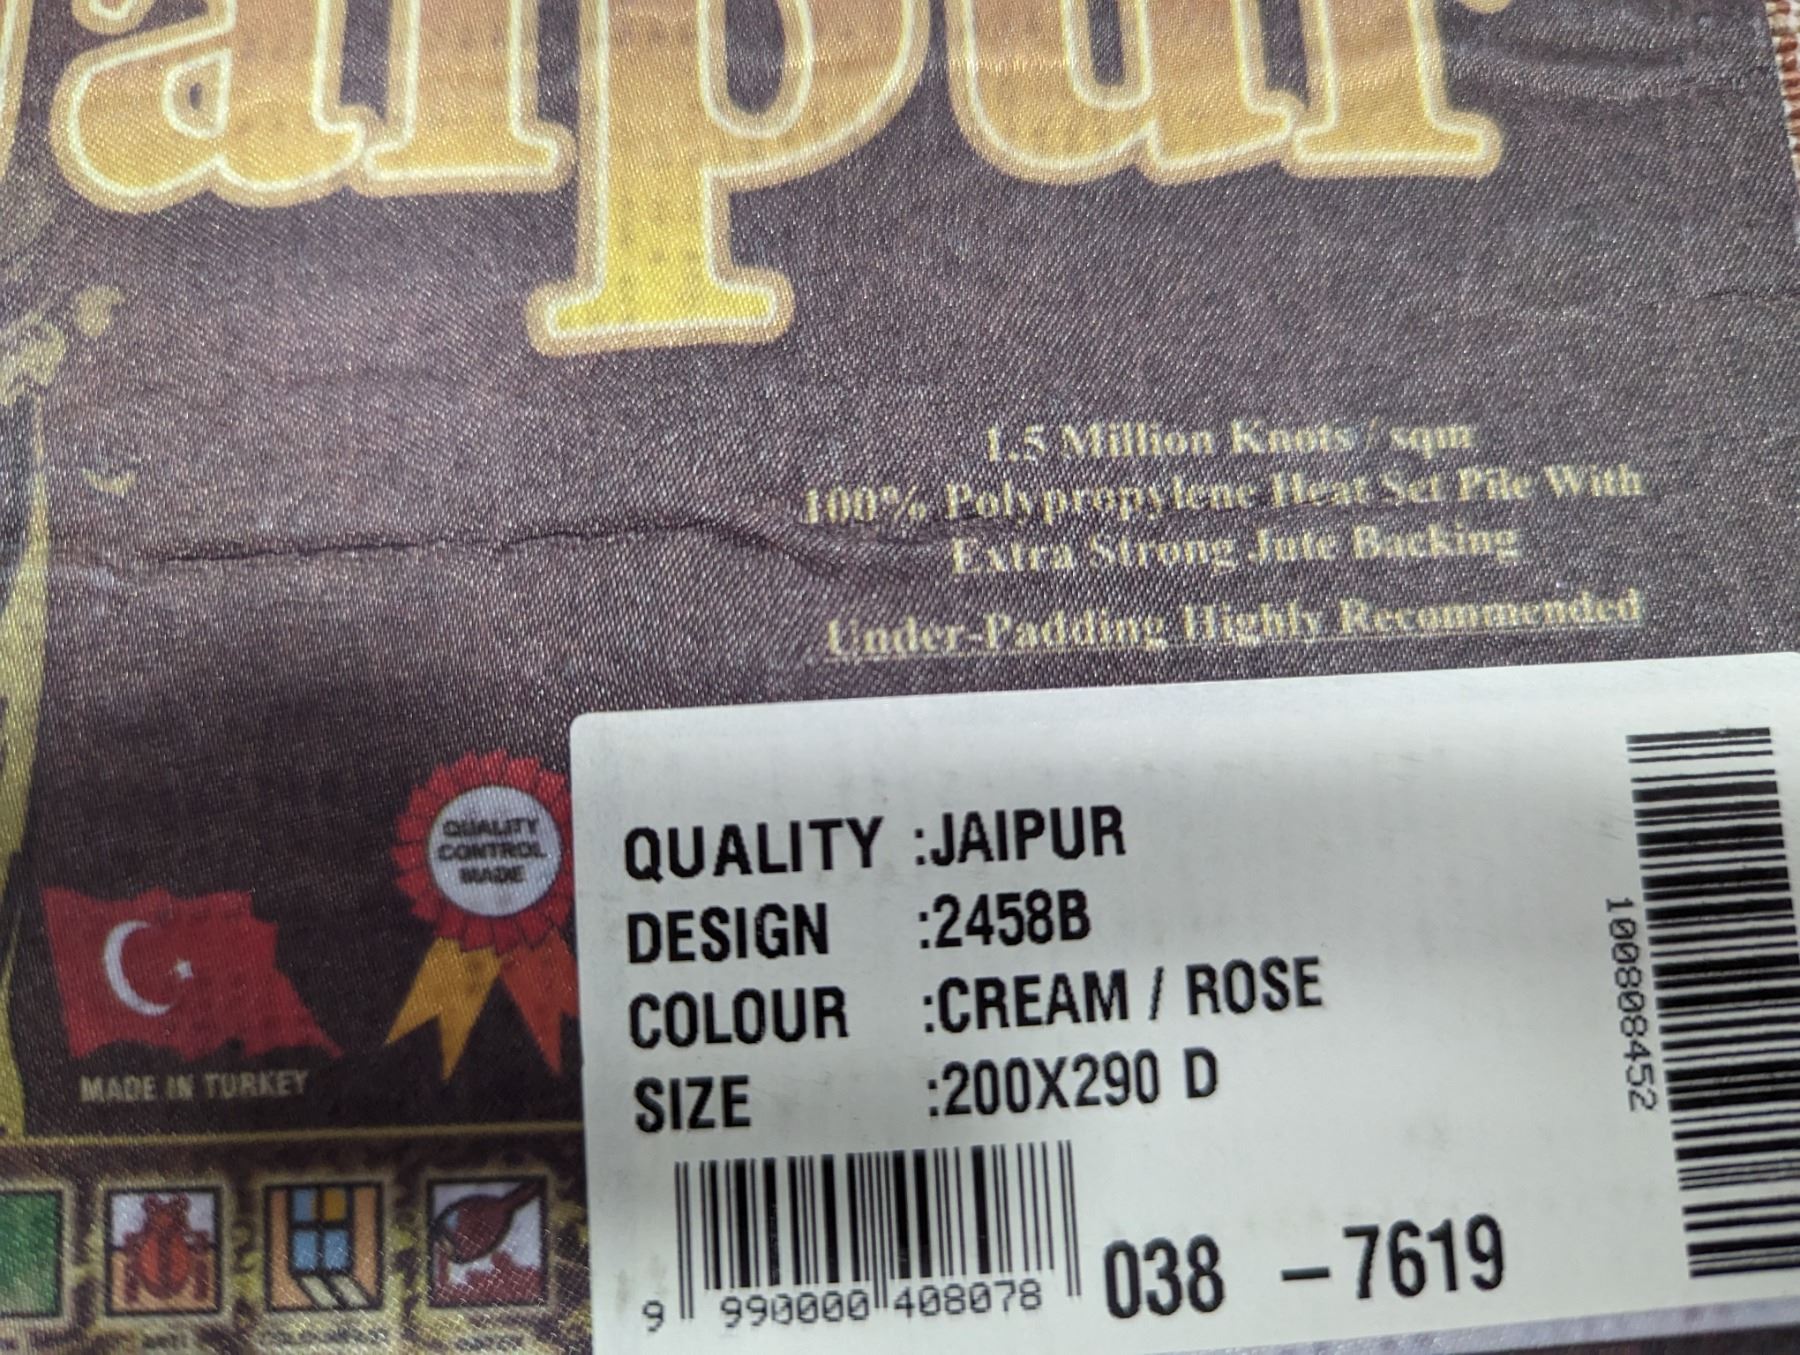 aipur
1.5 Million Knots / sqm
100% Polypropylene Heat Set Pile With
Extra Strong Jute Backing
Under-Padding Highly Recommended
QUALITY
CONTROL
MADE
MADE IN TURKEY
QUALITY :JAIPUR
DESIGN :2458B
COLOUR :CREAM / ROSE
SIZE :200X290 D
9 990000 408078
038 - 7619
100808452